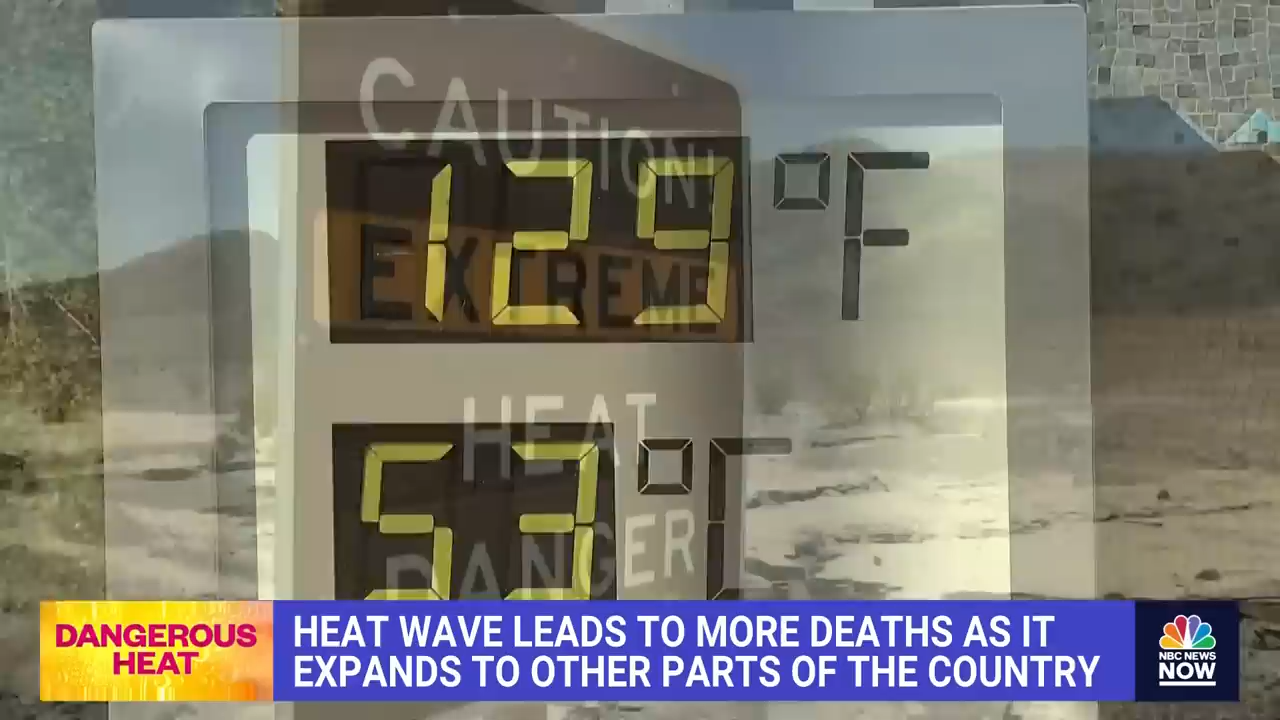 CAUTION!
129 °F
EXTREME
HEAT
53 °C
DANGER
DANGEROUS
HEAT
HEAT WAVE LEADS TO MORE DEATHS AS IT
EXPANDS TO OTHER PARTS OF THE COUNTRY
NBC NEWS
NOW